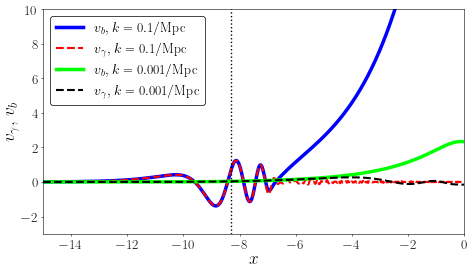 10
8
6
4
2
0
−2
v_γ, v_b
v_b, k = 0.1/Mpc
v_γ, k = 0.1/Mpc
v_b, k = 0.001/Mpc
v_γ, k = 0.001/Mpc
−14 −12 −10 −8 −6 −4 −2 0
x